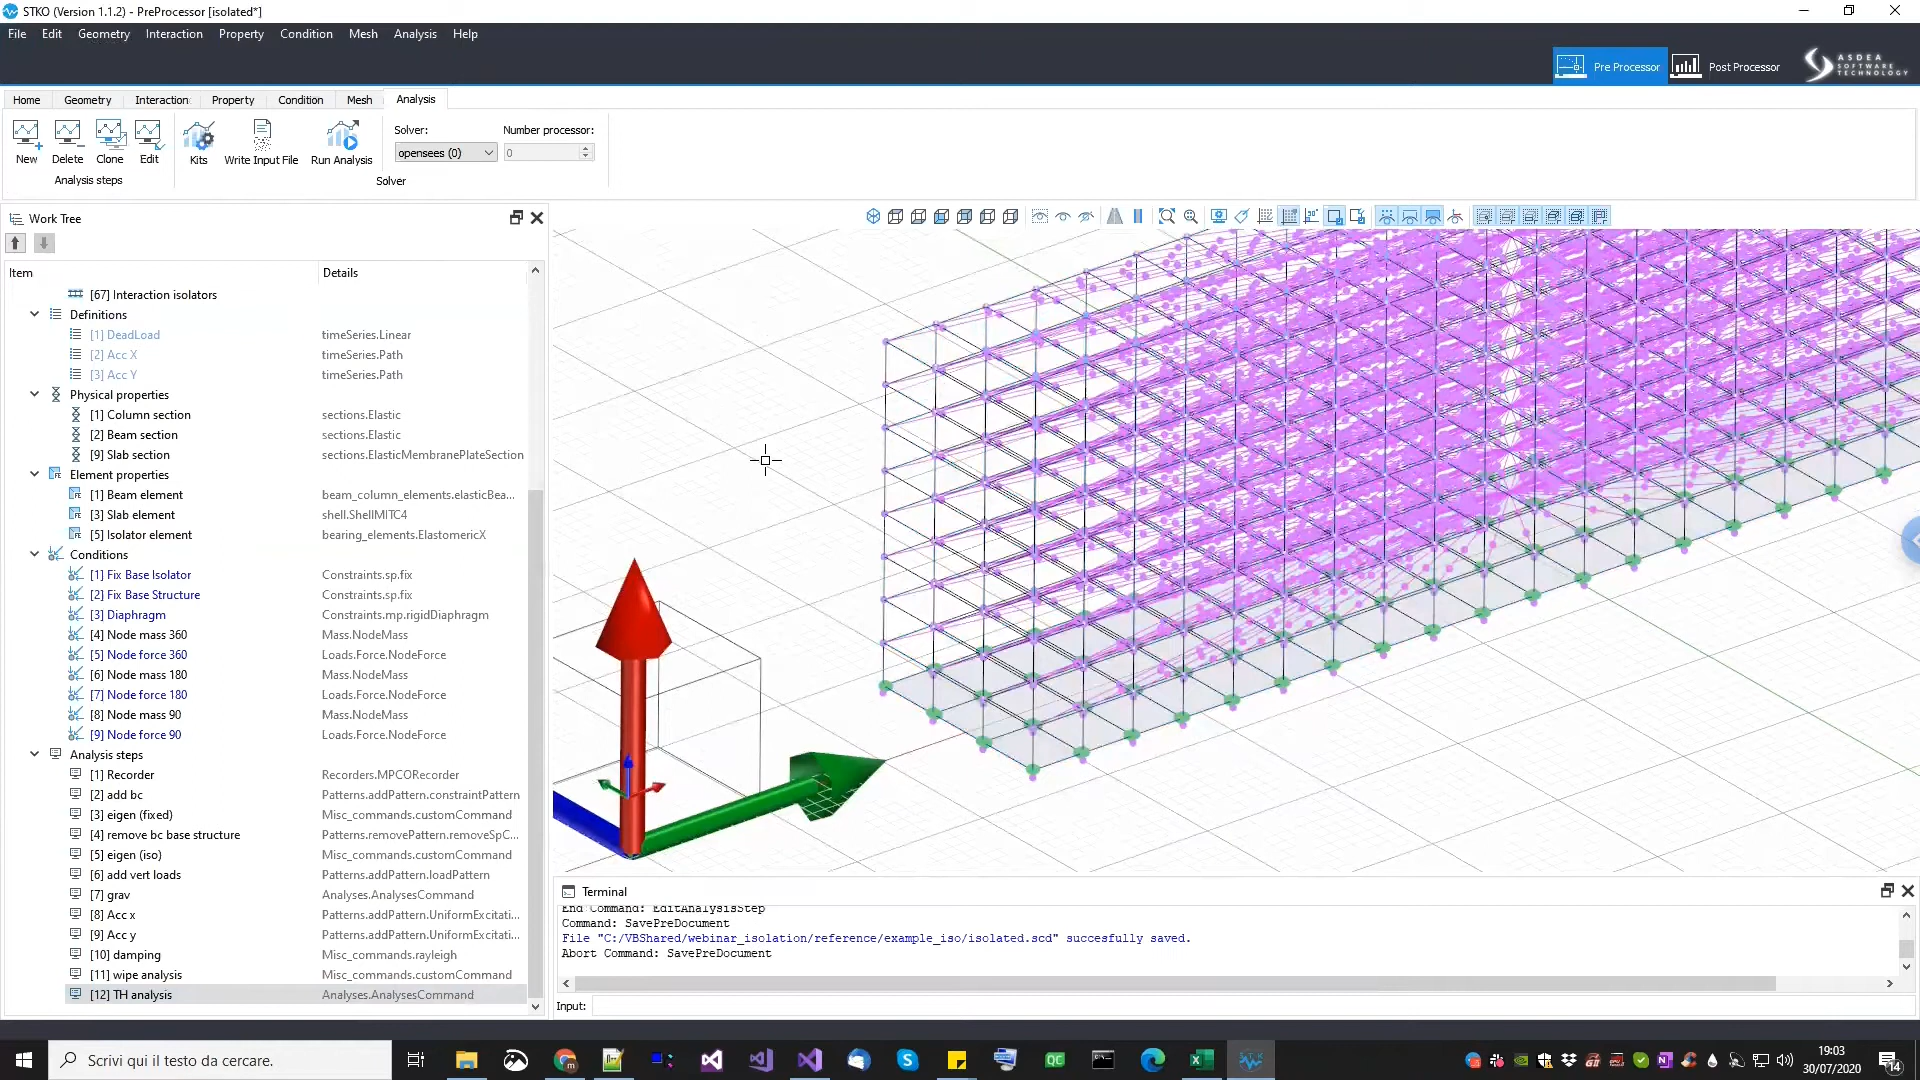 STKO (Version 1.1.2) - PreProcessor [isolated*]
File Edit Geometry Interaction Property Condition Mesh Analysis Help
Pre Processor Post Processor
ASDEA
SOFTWARE
TECHNOLOGY
Home Geometry Interaction Property Condition Mesh Analysis
Solver: Number processor:
opensees (0) 0
New Delete Clone Edit Kits Write Input File Run Analysis
Analysis steps Solver
Work Tree
Item Details
[67] Interaction isolators
Definitions
[1] DeadLoad timeSeries.Linear
[2] Acc X timeSeries.Path
[3] Acc Y timeSeries.Path
Physical properties
[1] Column section sections.Elastic
[2] Beam section sections.Elastic
[9] Slab section sections.ElasticMembranePlateSection
Element properties
[1] Beam element beam_column_elements.elasticBea...
[3] Slab element shell.ShellMITC4
[5] Isolator element bearing_elements.ElastomericX
Conditions
[1] Fix Base Isolator Constraints.sp.fix
[2] Fix Base Structure Constraints.sp.fix
[3] Diaphragm Constraints.mp.rigidDiaphragm
[4] Node mass 360 Mass.NodeMass
[5] Node force 360 Loads.Force.NodeForce
[6] Node mass 180 Mass.NodeMass
[7] Node force 180 Loads.Force.NodeForce
[8] Node mass 90 Mass.NodeMass
[9] Node force 90 Loads.Force.NodeForce
Analysis steps
[1] Recorder Recorders.MPCORecorder
[2] add bc Patterns.addPattern.constraintPattern
[3] eigen (fixed) Misc_commands.customCommand
[4] remove bc base structure Patterns.removePattern.removeSpC...
[5] eigen (iso) Misc_commands.customCommand
[6] add vert loads Patterns.addPattern.loadPattern
[7] grav Analyses.AnalysesCommand
[8] Acc x Patterns.addPattern.UniformExcitati...
[9] Acc y Patterns.addPattern.UniformExcitati...
[10] damping Misc_commands.rayleigh
[11] wipe analysis Misc_commands.customCommand
[12] TH analysis Analyses.AnalysesCommand
Terminal
End Command: EditAnalysisStep
Command: SavePreDocument
File "C:/VBShared/webinar_isolation/reference/example_iso/isolated.scd" succesfully saved.
Abort Command: SavePreDocument
Input:
Scrivi qui il testo da cercare.
19:03
30/07/2020
14